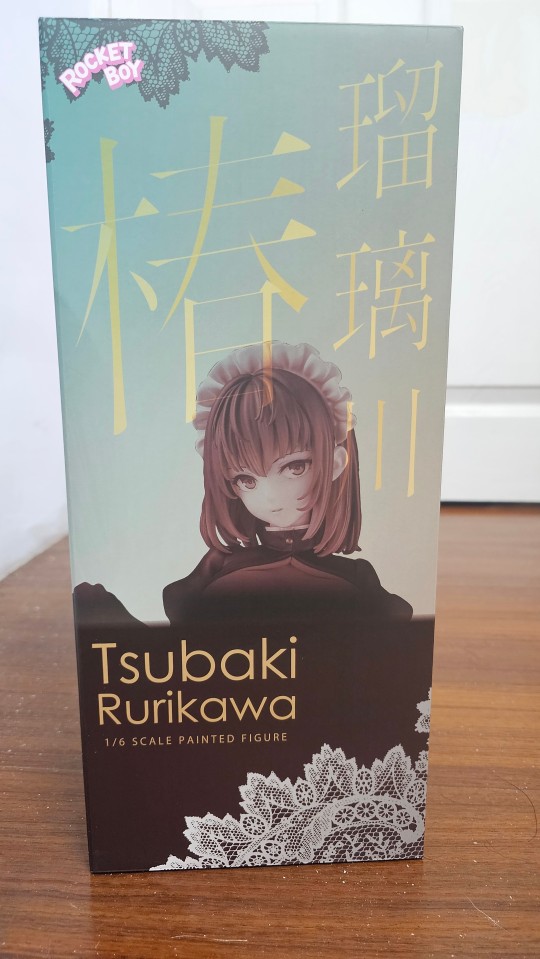 ROCKET
BOY
瑠璃川
椿
Tsubaki
Rurikawa
1/6 SCALE PAINTED FIGURE